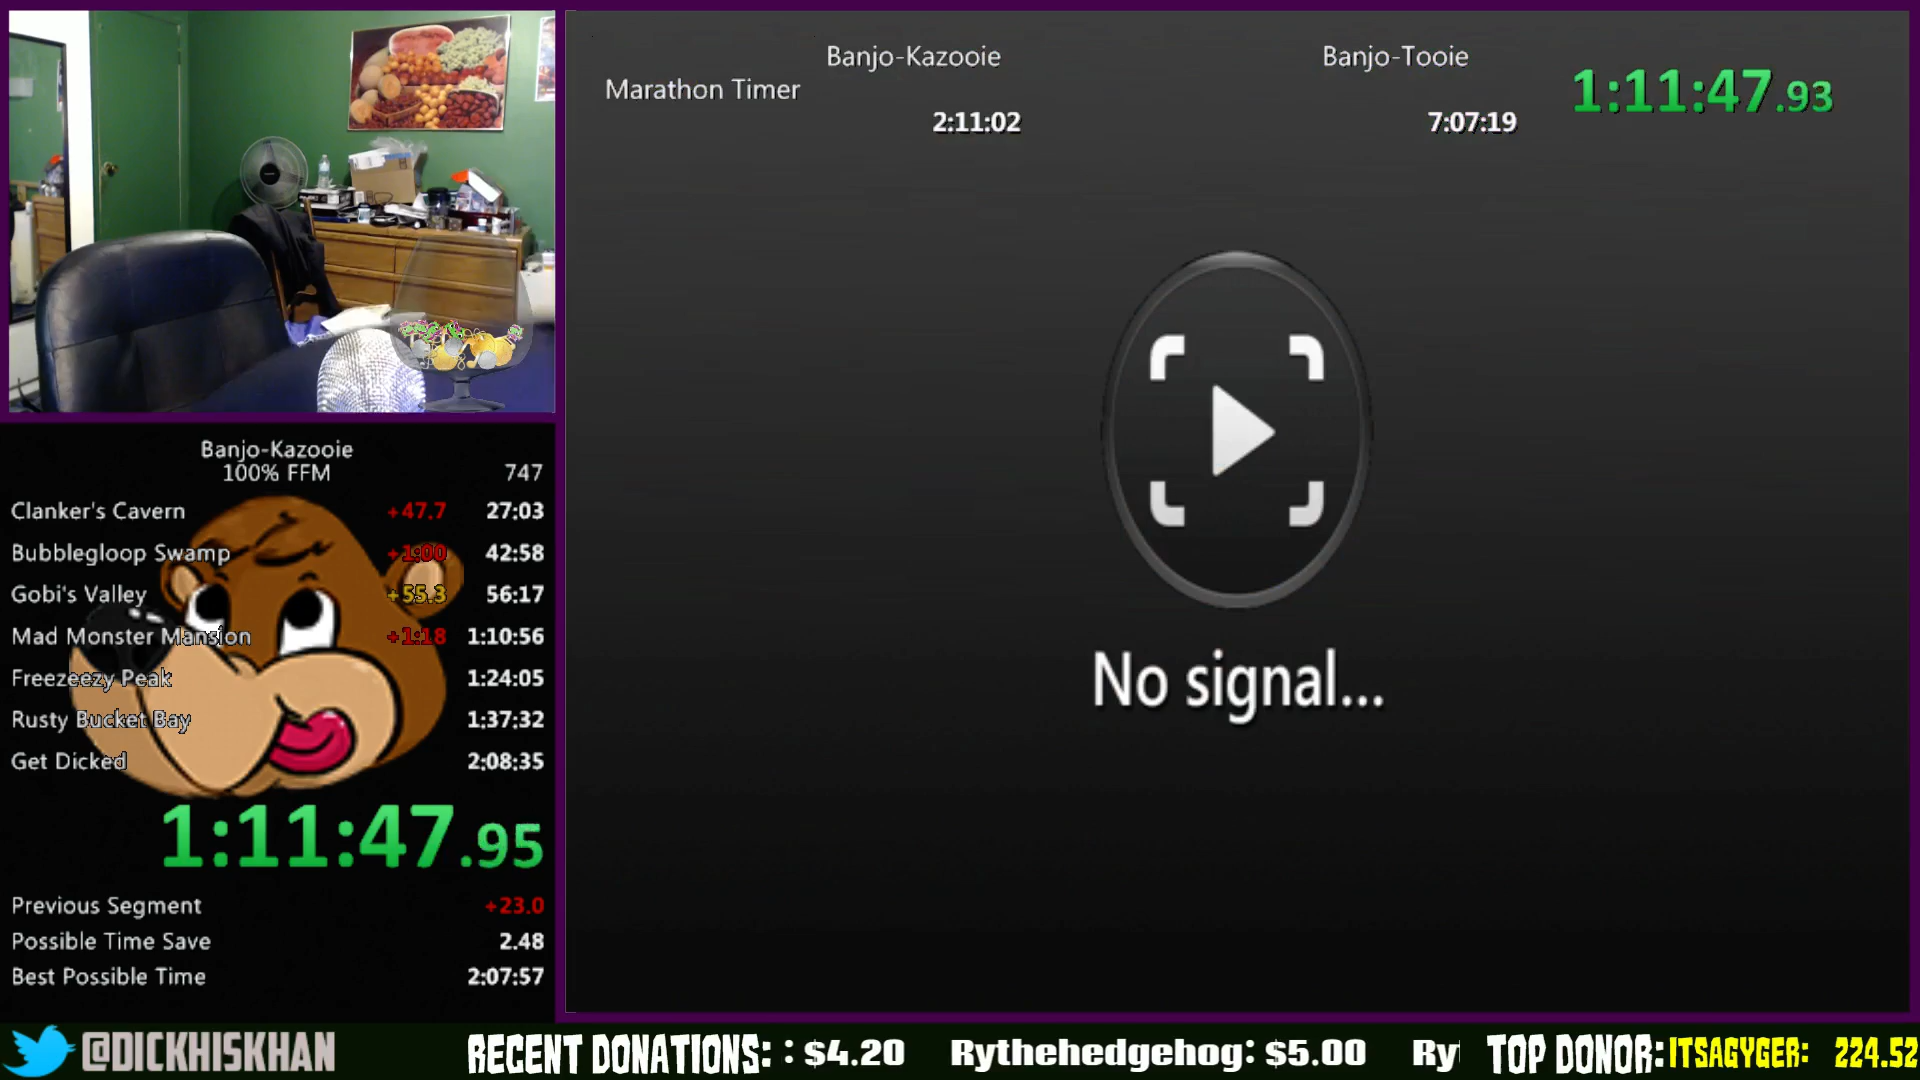 Banjo-Kazooie
Banjo-Tooie
Marathon Timer
2:11:02
7:07:19
1:11:47.93
No signal...
Banjo-Kazooie
100% FFM
747
Clanker's Cavern +47.7 27:03
Bubblegloop Swamp +1:00 42:58
Gobi's Valley +55.3 56:17
Mad Monster Mansion +1:18 1:10:56
Freezeezy Peak 1:24:05
Rusty Bucket Bay 1:37:32
Get Dicked 2:08:35
1:11:47.95
Previous Segment +23.0
Possible Time Save 2.48
Best Possible Time 2:07:57
@DICKHISKHAN
RECENT DONATIONS: : $4.20 Rythehedgehog: $5.00 Ry
TOP DONOR: ITSAGYGER: 224.52